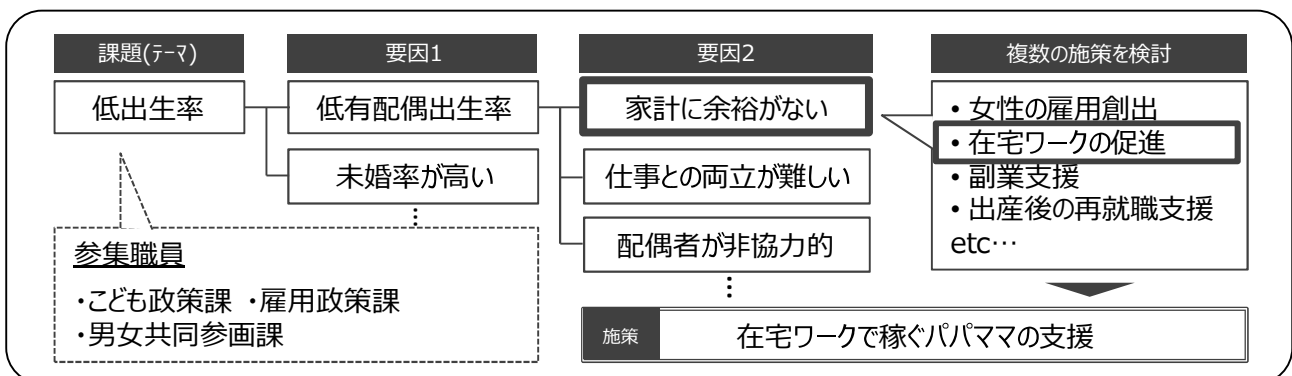 課題(ﾃｰﾏ)
要因1
要因2
複数の施策を検討
低出生率
低有配偶出生率
家計に余裕がない
・女性の雇用創出
・在宅ワークの促進
・副業支援
・出産後の再就職支援
etc…
未婚率が高い
仕事との両立が難しい
配偶者が非協力的
参集職員
・こども政策課 ・雇用政策課
・男女共同参画課
施策
在宅ワークで稼ぐパパママの支援